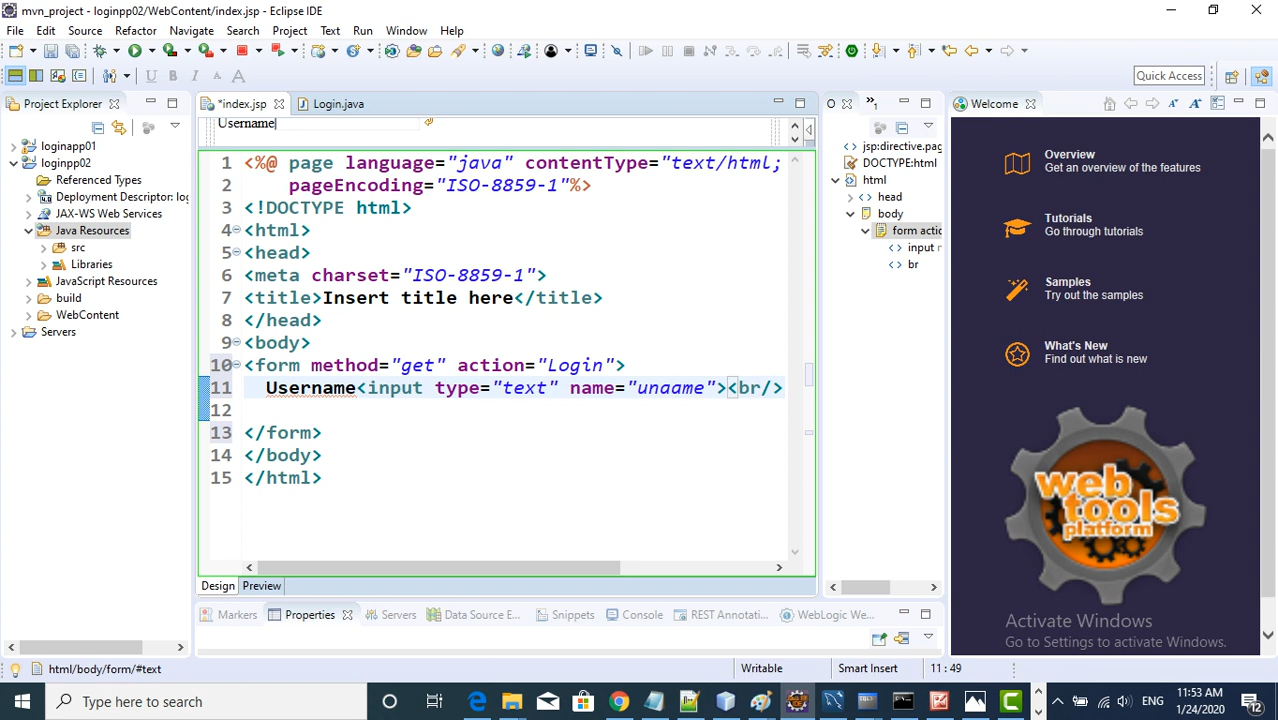 mvn_project - loginpp02/WebContent/index.jsp - Eclipse IDE
File Edit Source Refactor Navigate Search Project Text Run Window Help
Quick Access
Project Explorer
*index.jsp
Login.java
O
»1
Welcome
Username
loginapp01
loginpp02
Referenced Types
Deployment Descriptor: log
JAX-WS Web Services
Java Resources
src
Libraries
JavaScript Resources
build
WebContent
Servers
1 <%@ page language="java" contentType="text/html;
2 pageEncoding="ISO-8859-1"%>
3 <!DOCTYPE html>
4 <html>
5 <head>
6 <meta charset="ISO-8859-1">
7 <title>Insert title here</title>
8 </head>
9 <body>
10 <form method="get" action="Login">
11 Username<input type="text" name="unaame"><br/>
12
13 </form>
14 </body>
15 </html>
Design Preview
jsp:directive.pag
DOCTYPE:html
html
head
body
form actio
input n
br
Overview
Get an overview of the features
Tutorials
Go through tutorials
Samples
Try out the samples
What's New
Find out what is new
web
tools
platform
Activate Windows
Go to Settings to activate Windows.
Markers Properties Servers Data Source E... Snippets Console REST Annotati... WebLogic We...
html/body/form/#text
Writable
Smart Insert
11 : 49
Type here to search
ENG
11:53 AM
1/24/2020
12